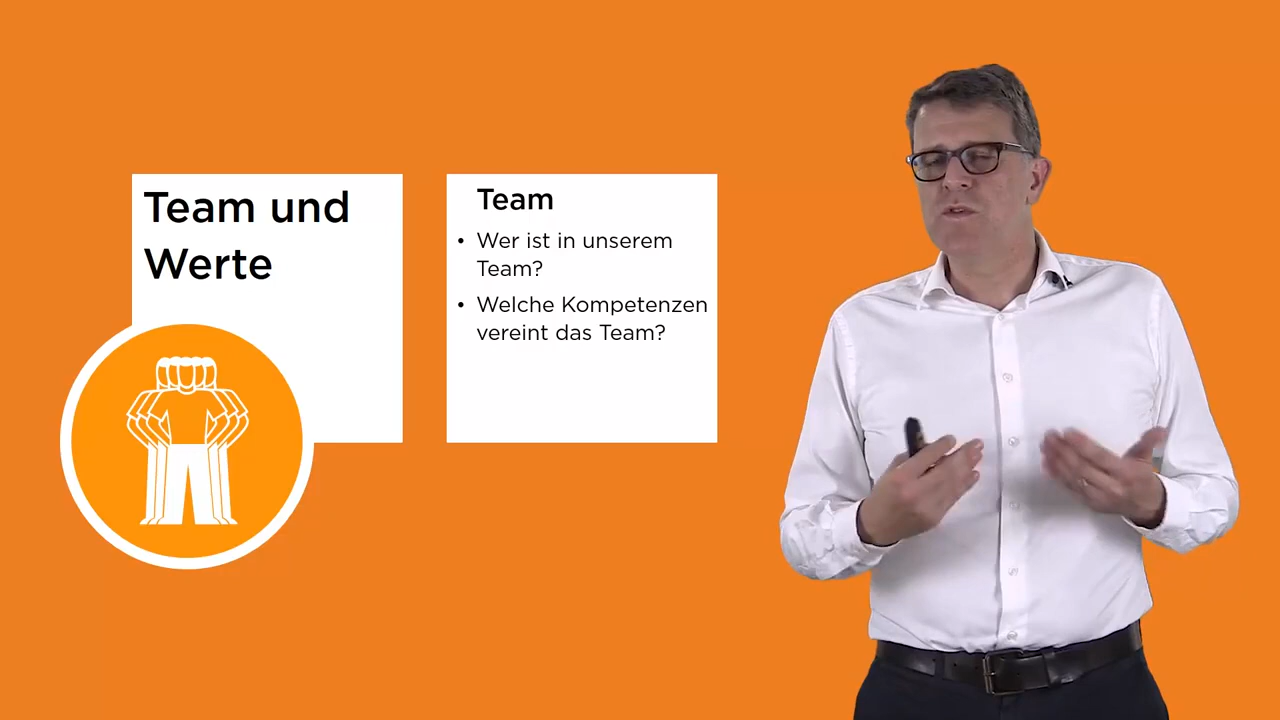 Team und
Werte
Team
• Wer ist in unserem
Team?
• Welche Kompetenzen
vereint das Team?